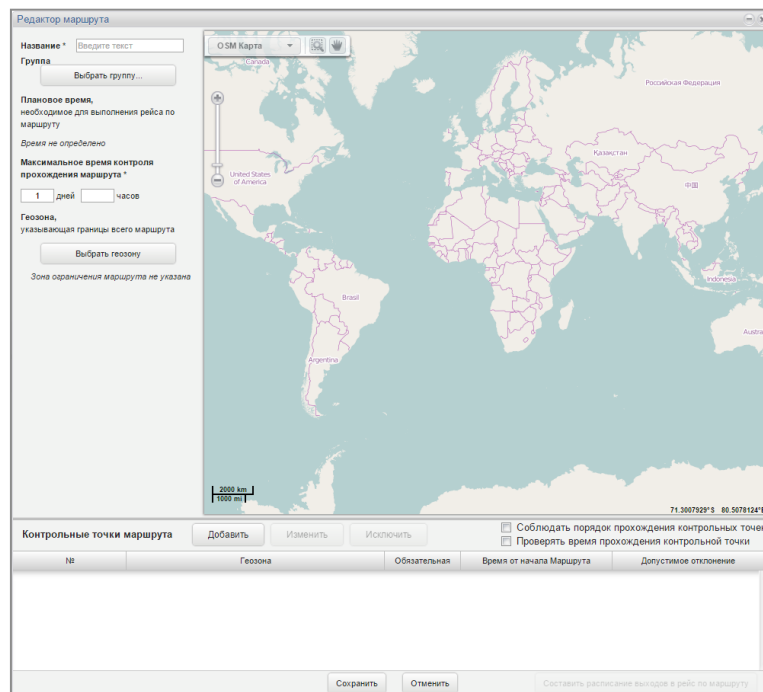 Редактор маршрута
Название *
Введите текст
Группа
Выбрать группу...
Плановое время,
необходимое для выполнения рейса по
маршруту
Время не определено
Максимальное время контроля
прохождения маршрута *
1 дней часов
Геозона,
указывающая границы всего маршрута
Выбрать геозону
Зона ограничения маршрута не указана
OSM Карта
Canada
Российская Федерация
Қазақстан
United States
of America
中国
Indonesia
Brasil
Austra
Argentina
2000 km
1000 mi
71.3007929°S 80.5078124°E
Контрольные точки маршрута
Добавить
Изменить
Исключить
Соблюдать порядок прохождения контрольных точек
Проверять время прохождения контрольной точки
№
Геозона
Обязательная
Время от начала Маршрута
Допустимое отклонение
Сохранить
Отменить
Составить расписание выходов в рейс по маршруту